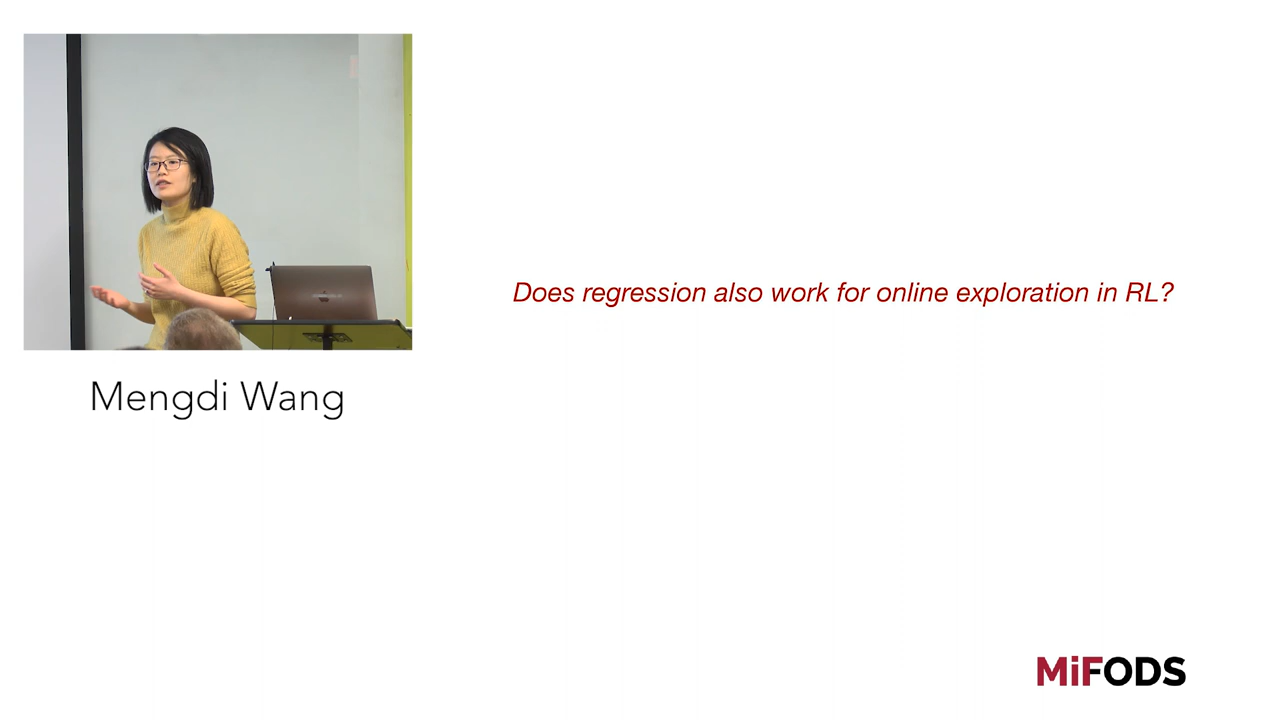 Does regression also work for online exploration in RL?
Mengdi Wang
MiFODS